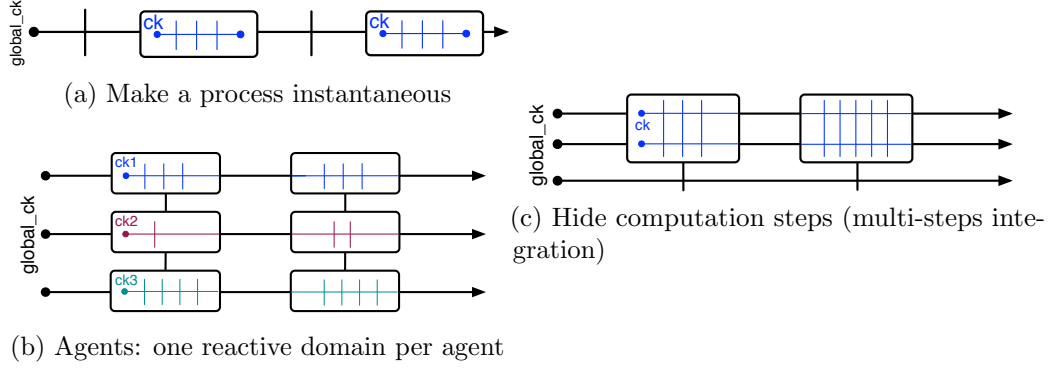 global_ck
ck
ck
(a) Make a process instantaneous
global_ck
ck1
ck2
ck3
(b) Agents: one reactive domain per agent
global_ck
ck
(c) Hide computation steps (multi-steps inte-
gration)